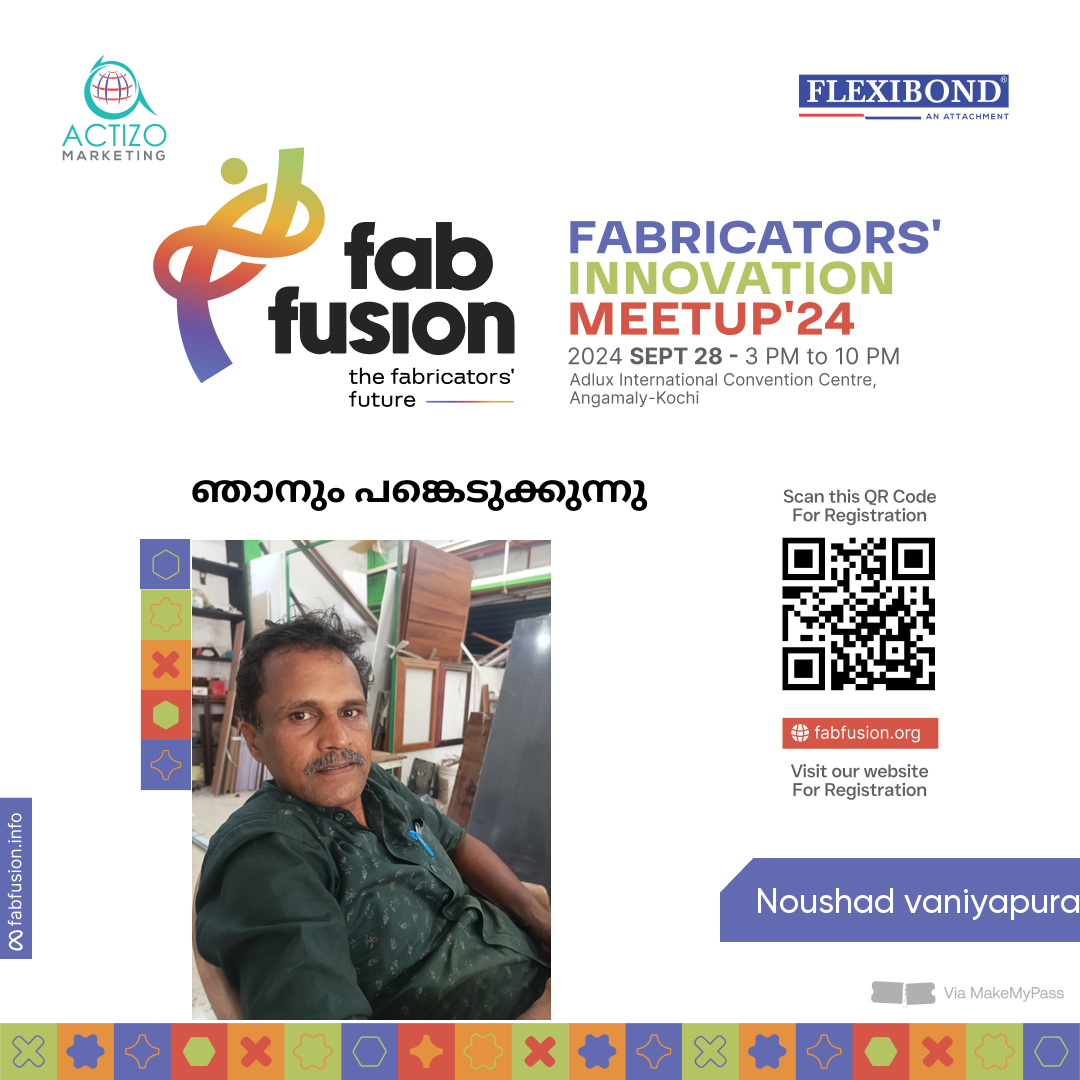 ACTIZO
MARKETING
FLEXIBOND®
AN ATTACHMENT
fab
fusion
the fabricators'
future
FABRICATORS'
INNOVATION
MEETUP'24
2024 SEPT 28 - 3 PM to 10 PM
Adlux International Convention Centre,
Angamaly-Kochi
ഞാനും പങ്കെടുക്കുന്നു
Scan this QR Code
For Registration
fabfusion.org
Visit our website
For Registration
fabfusion.info
Noushad vaniyapura
Via MakeMyPass